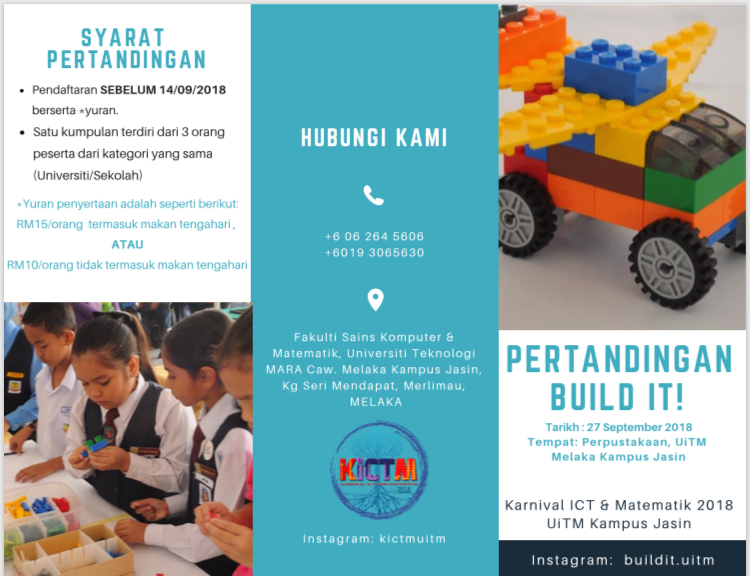 SYARAT
PERTANDINGAN
Pendaftaran SEBELUM 14/09/2018
berserta *yuran.
Satu kumpulan terdiri dari 3 orang
peserta dari kategori yang sama
(Universiti/Sekolah)
*Yuran penyertaan adalah seperti berikut:
RM15/orang termasuk makan tengahari ,
ATAU
RM10/orang tidak termasuk makan tengahari
HUBUNGI KAMI
+6 06 264 5606
+6019 3065630
Fakulti Sains Komputer &
Matematik, Universiti Teknologi
MARA Caw. Melaka Kampus Jasin,
Kg Seri Mendapat, Merlimau,
MELAKA
KICTM
2018
Instagram: kictmuitm
PERTANDINGAN
BUILD IT!
Tarikh : 27 September 2018
Tempat: Perpustakaan, UiTM
Melaka Kampus Jasin
Karnival ICT & Matematik 2018
UiTM Kampus Jasin
Instagram: buildit.uitm